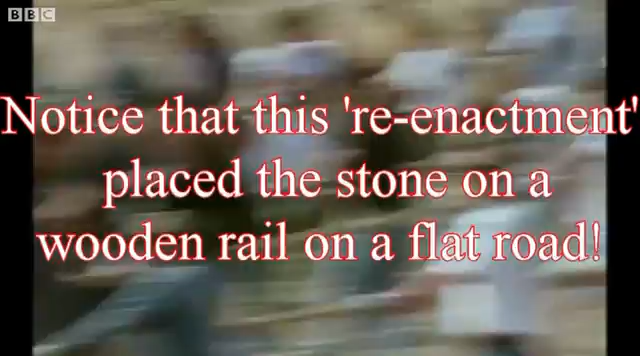 BBC
Notice that this 're-enactment'
placed the stone on a
wooden rail on a flat road!